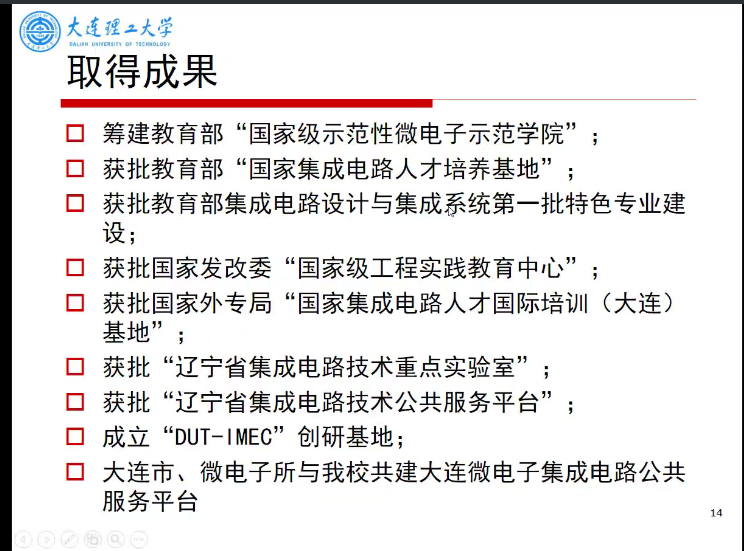 大连理工大学
DALIAN UNIVERSITY OF TECHNOLOGY
取得成果
筹建教育部“国家级示范性微电子示范学院”；
获批教育部“国家集成电路人才培养基地”；
获批教育部集成电路设计与集成系统第一批特色专业建
设；
获批国家发改委“国家级工程实践教育中心”；
获批国家外专局“国家集成电路人才国际培训（大连）
基地”；
获批“辽宁省集成电路技术重点实验室”；
获批“辽宁省集成电路技术公共服务平台”；
成立“DUT-IMEC”创研基地；
大连市、微电子所与我校共建大连微电子集成电路公共
服务平台
14